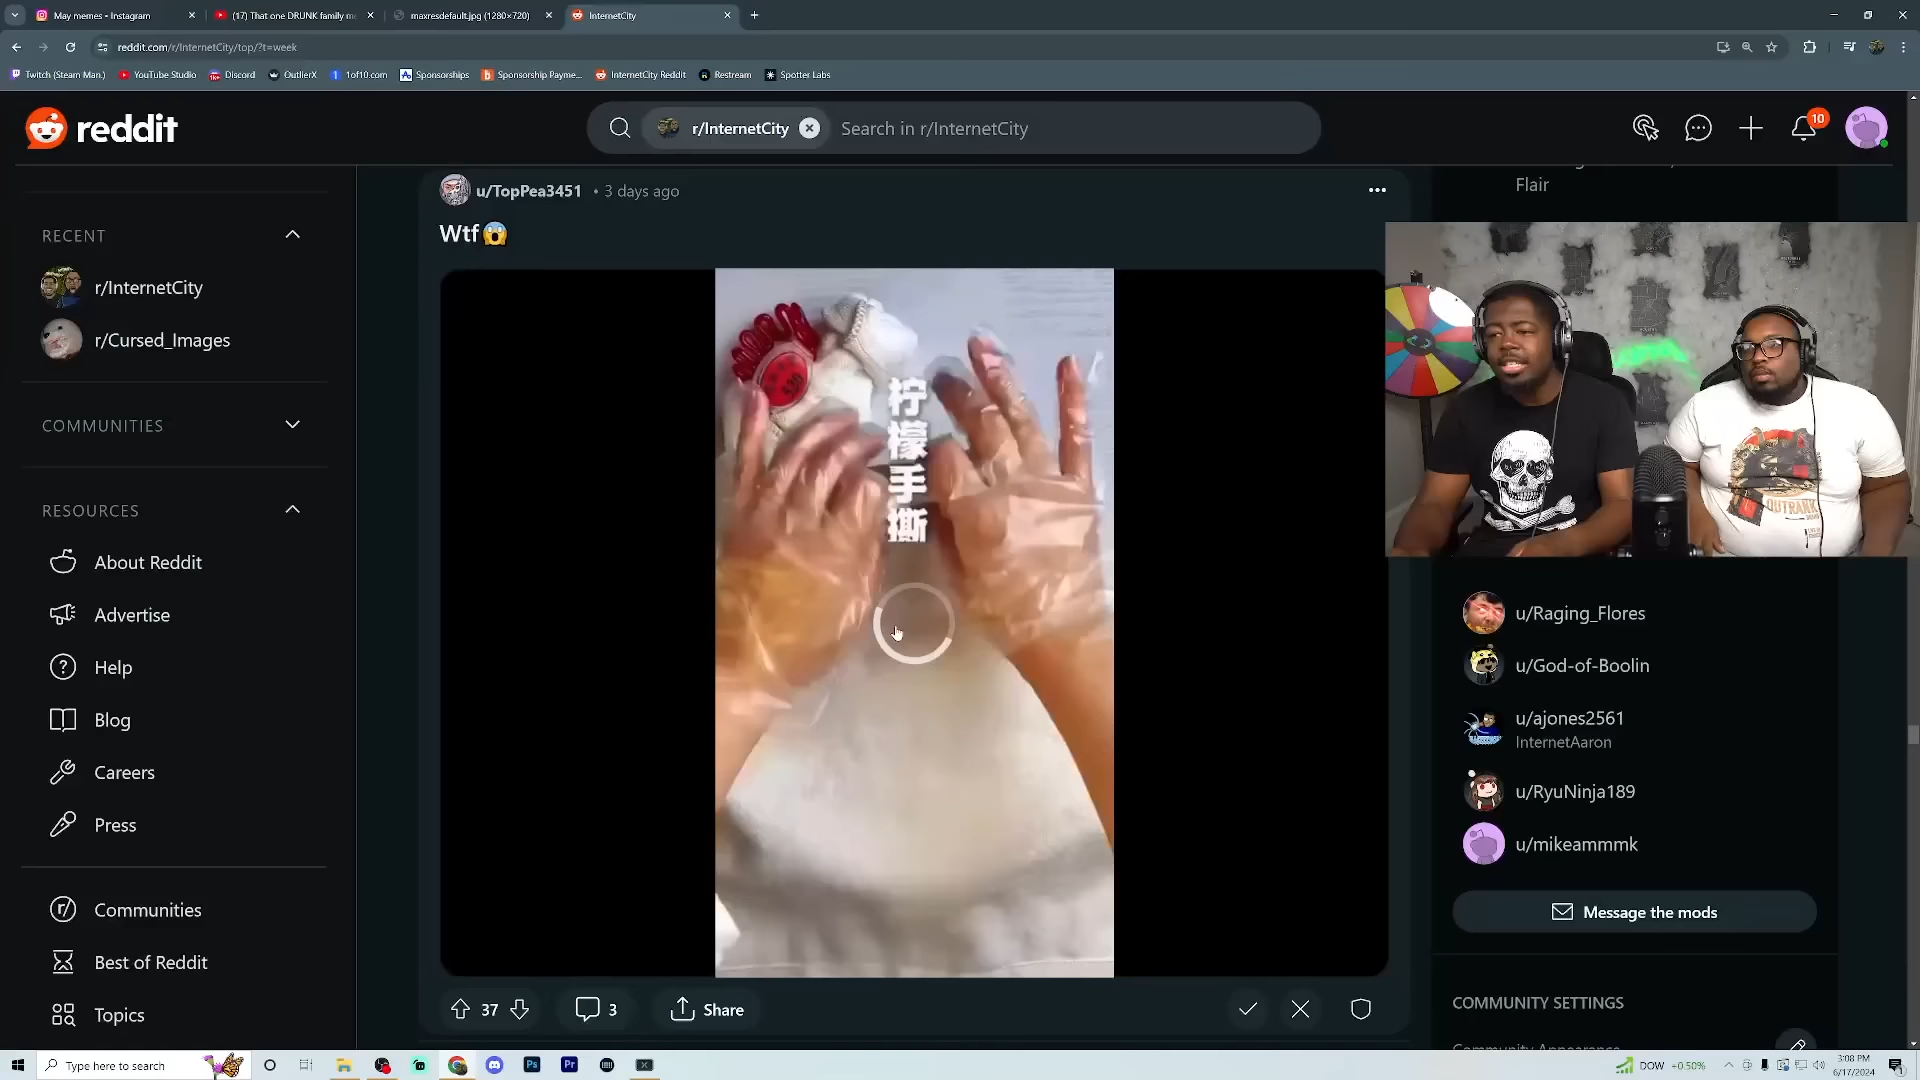 May memes - Instagram
(17) That one DRUNK family me
maxresdefault.jpg (1280×720)
InternetCity
reddit.com/r/InternetCity/top/?t=week
Twitch (Steam Man.)
YouTube Studio
Discord
OutlierX
1of10.com
Sponsorships
Sponsorship Payme...
InternetCity Reddit
Restream
Spotter Labs
reddit
r/InternetCity
Search in r/InternetCity
10
RECENT
r/InternetCity
r/Cursed_Images
COMMUNITIES
RESOURCES
About Reddit
Advertise
Help
Blog
Careers
Press
Communities
Best of Reddit
Topics
u/TopPea3451 • 3 days ago
Wtf😱
柠檬手撕
37
3
Share
Flair
OUTRANK
u/Raging_Flores
u/God-of-Boolin
u/ajones2561
InternetAaron
u/RyuNinja189
u/mikeammmk
Message the mods
COMMUNITY SETTINGS
Community Appearance
Type here to search
DOW +0.50%
3:08 PM
6/17/2024